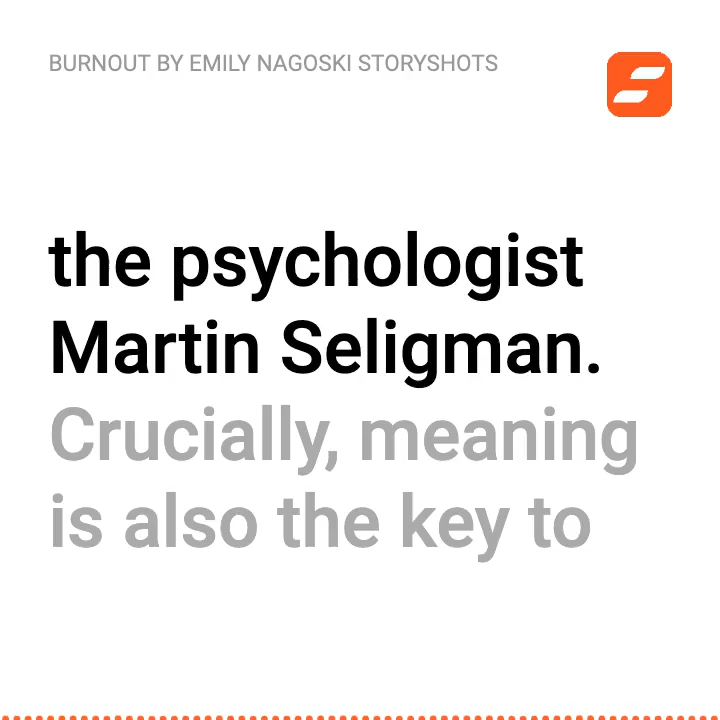 BURNOUT BY EMILY NAGOSKI STORYSHOTS
the psychologist
Martin Seligman.
Crucially, meaning
is also the key to